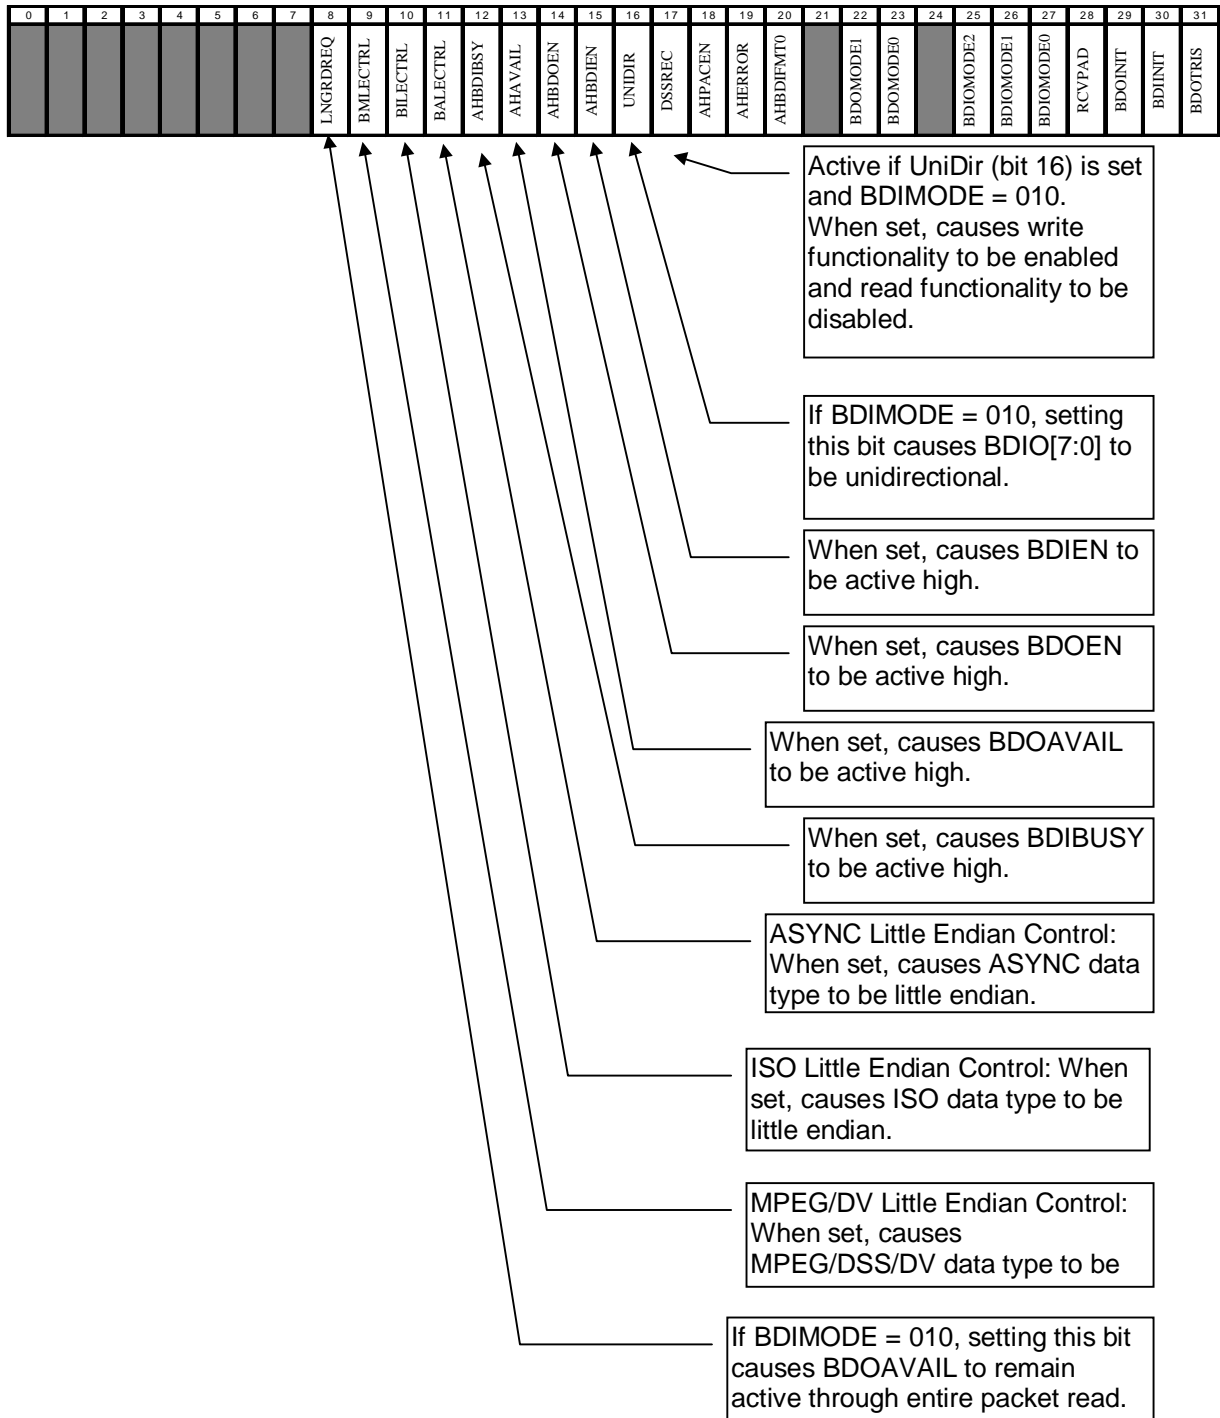 0 1 2 3 4 5 6 7 8 9 10 11 12 13 14 15 16 17 18 19 20 21 22 23 24 25 26 27 28 29 30 31
LNGRDREQ
BMLECTRL
BILECTRL
BALECTRL
AHBDIBSY
AHAVAIL
AHBDOEN
AHBDIEN
UNIDIR
DSSREC
AHPACEN
AHERROR
AHBDIFMT0
BDOMODE1
BDOMODE0
BDIOMODE2
BDIOMODE1
BDIOMODE0
RCVPAD
BDOINIT
BDIINIT
BDOTRIS
Active if UniDir (bit 16) is set
and BDIMODE = 010.
When set, causes write
functionality to be enabled
and read functionality to be
disabled.
If BDIMODE = 010, setting
this bit causes BDIO[7:0] to
be unidirectional.
When set, causes BDIEN to
be active high.
When set, causes BDOEN
to be active high.
When set, causes BDOAVAIL
to be active high.
When set, causes BDIBUSY
to be active high.
ASYNC Little Endian Control:
When set, causes ASYNC data
type to be little endian.
ISO Little Endian Control: When
set, causes ISO data type to be
little endian.
MPEG/DV Little Endian Control:
When set, causes
MPEG/DSS/DV data type to be
If BDIMODE = 010, setting this bit
causes BDOAVAIL to remain
active through entire packet read.